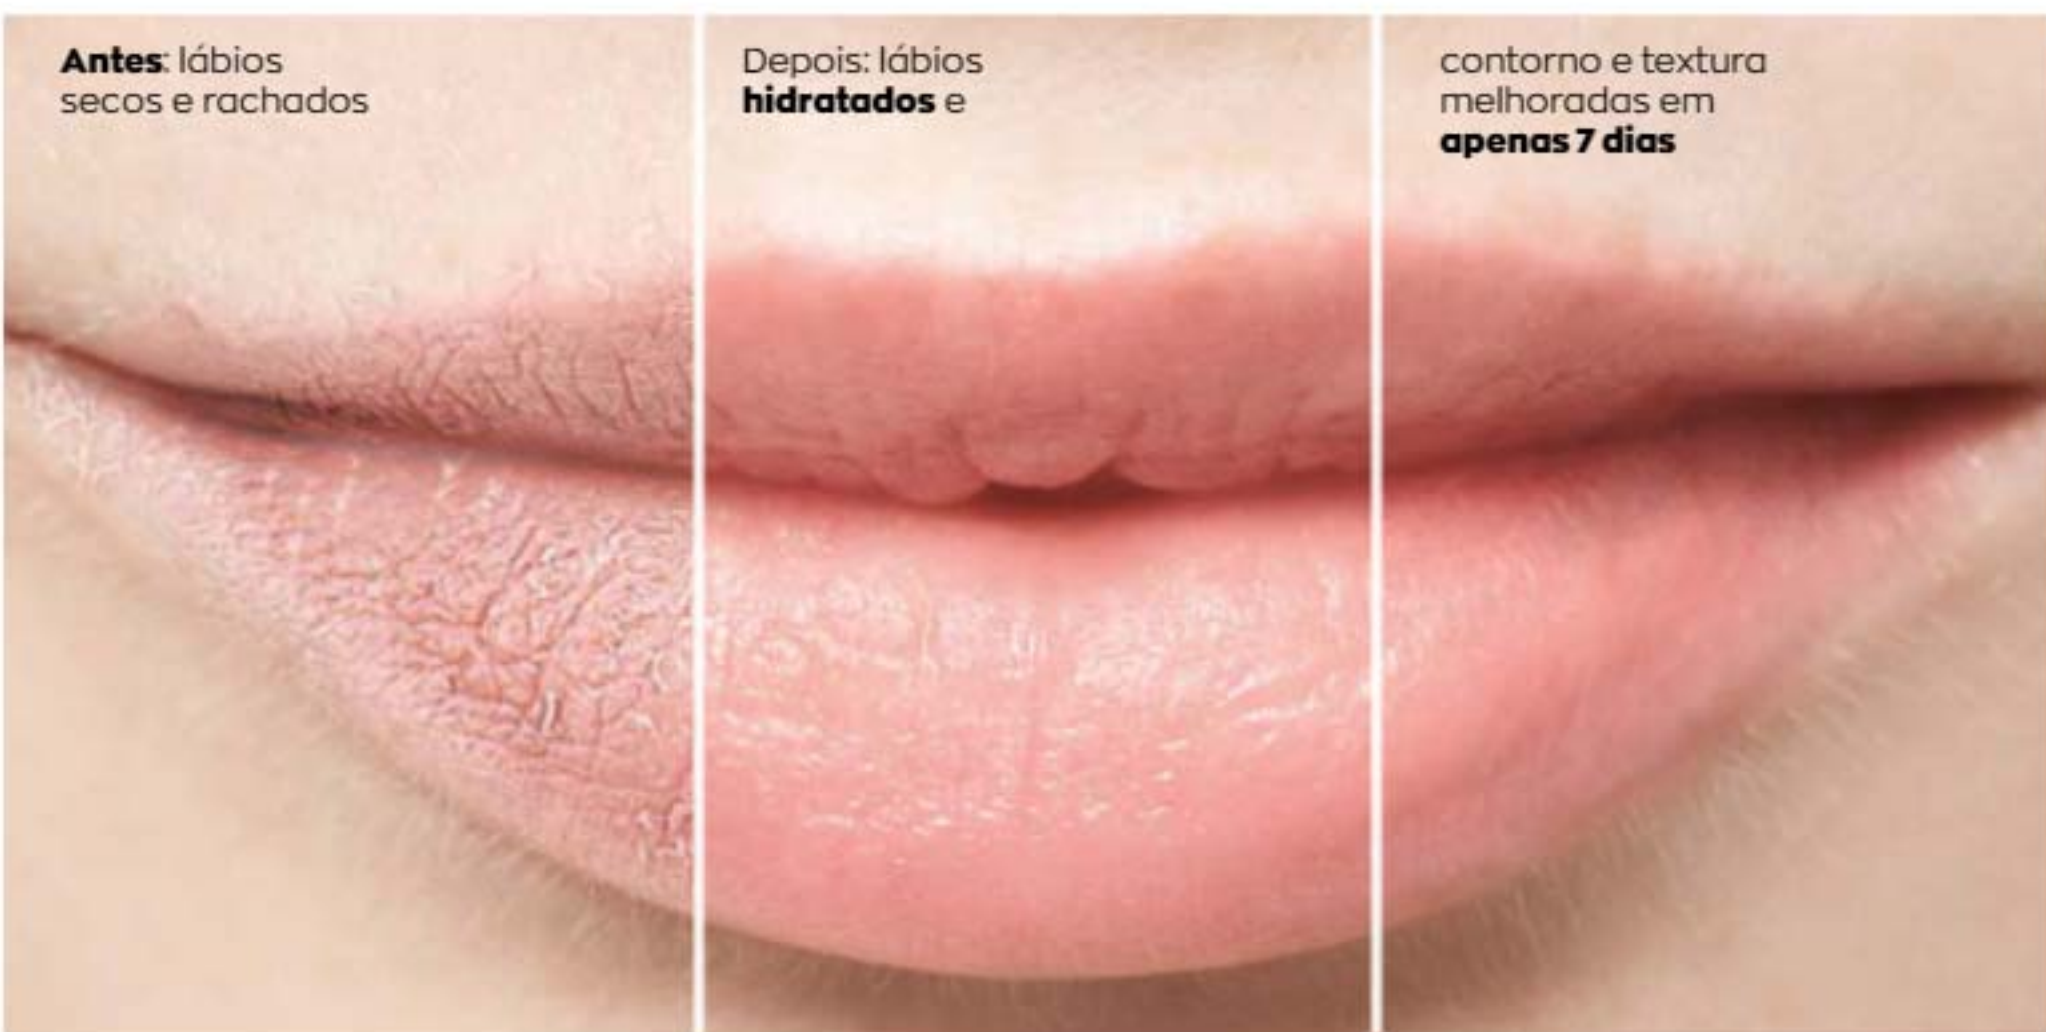 Antes: lábios
secos e rachados
Depois: lábios
hidratados e
contorno e textura
melhoradas em
apenas 7 dias